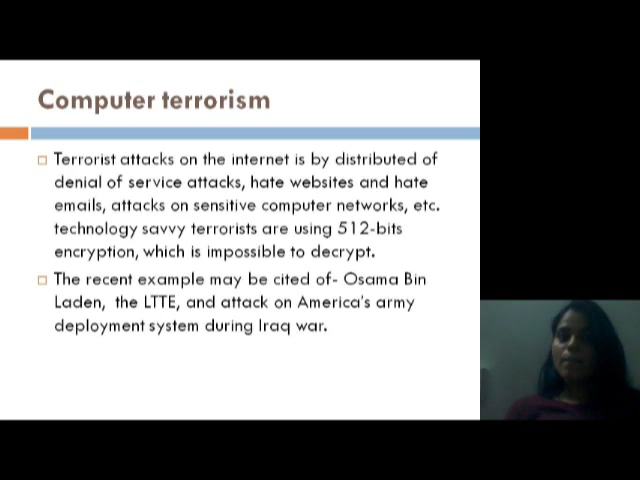 Computer terrorism
Terrorist attacks on the internet is by distributed of
denial of service attacks, hate websites and hate
emails, attacks on sensitive computer networks, etc.
technology savvy terrorists are using 512-bits
encryption, which is impossible to decrypt.
The recent example may be cited of- Osama Bin
Laden, the LTTE, and attack on America's army
deployment system during Iraq war.